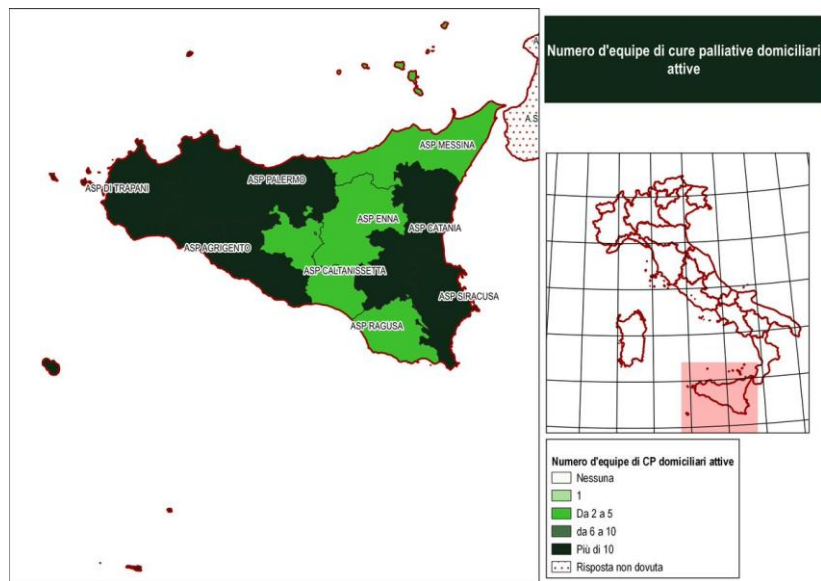 Numero d'equipe di cure palliative domiciliari
attive
ASP MESSINA
ASP PALERMO
ASP DI TRAPANI
ASP ENNA
ASP CATANIA
ASP AGRIGENTO
ASP CALTANISSETTA
ASP SIRACUSA
ASP RAGUSA
Numero d'equipe di CP domiciliari attive
Nessuna
1
Da 2 a 5
da 6 a 10
Più di 10
Risposta non dovuta